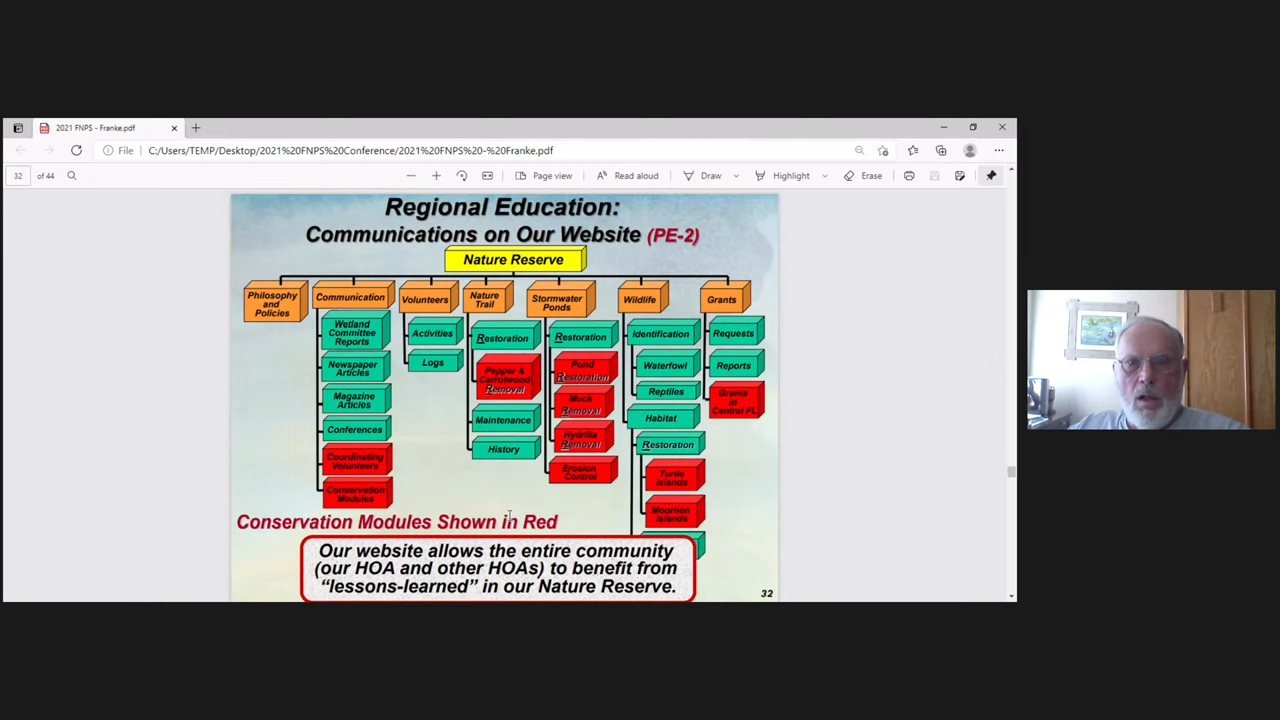 2021 FNPS - Franke.pdf
File C:/Users/TEMP/Desktop/2021%20FNPS%20Conference/2021%20FNPS%20-%20Franke.pdf
32 of 44 Page view Read aloud Draw Highlight Erase
Regional Education:
Communications on Our Website (PE-2)
Nature Reserve
Philosophy
and
Policies
Communication
Wetland
Committee
Reports
Newspaper
Articles
Magazine
Articles
Conferences
Coordinating
Volunteers
Conservation
Modules
Volunteers
Activities
Logs
Nature
Trail
Restoration
Pepper &
Carrotwood
Removal
Maintenance
History
Stormwater
Ponds
Restoration
Pond
Restoration
Muck
Removal
Hydrilla
Removal
Erosion
Control
Wildlife
Identification
Waterfowl
Reptiles
Habitat
Restoration
Turtle
Islands
Moorhen
Islands
Grants
Requests
Reports
Grants
in
Central FL
Conservation Modules Shown in Red
Our website allows the entire community
(our HOA and other HOAs) to benefit from
“lessons-learned” in our Nature Reserve.
32